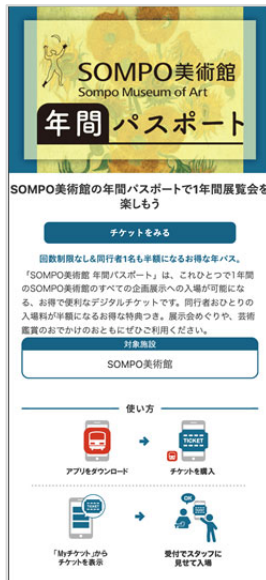 SOMPO美術館
Sompo Museum of Art
年間パスポート
SOMPO美術館の年間パスポートで1年間展覧会を
楽しもう
チケットをみる
回数制限なし&同行者1名も半額になるお得な年パス。
「SOMPO美術館 年間パスポート」は、これひとつで1年間
のSOMPO美術館のすべての企画展示への入場が可能にな
る、お得で便利なデジタルチケットです。同行者おひとりの
入場料が半額になるお得な特典つき。展示会めぐりや、芸術
鑑賞のおでかけのおともにぜひご利用ください。
対象施設
SOMPO美術館
使い方
TICKET
アプリをダウンロード
チケットを購入
OK
「Myチケット」から
チケットを表示
受付でスタッフに
見せて入場